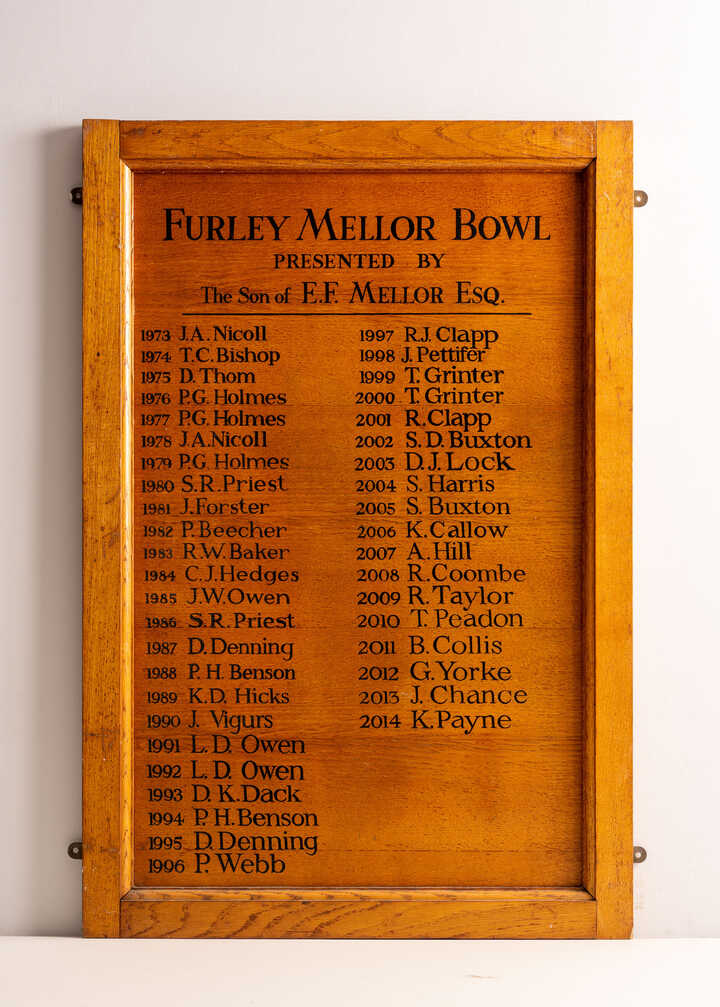 FURLEY MELLOR BOWL
PRESENTED BY
The Son of E.F. MELLOR ESQ.
1973 J.A. Nicoll
1974 T.C. Bishop
1975 D. Thom
1976 P.G. Holmes
1977 P.G. Holmes
1978 J.A. Nicoll
1979 P.G. Holmes
1980 S.R. Priest
1981 J. Forster
1982 P. Beecher
1983 R.W. Baker
1984 C.J. Hedges
1985 J.W. Owen
1986 S.R. Priest
1987 D. Denning
1988 P.H. Benson
1989 K.D. Hicks
1990 J. Vigurs
1991 L.D. Owen
1992 L.D. Owen
1993 D.K. Dack
1994 P.H. Benson
1995 D. Denning
1996 P. Webb
1997 R.J. Clapp
1998 J. Pettifer
1999 T. Grinter
2000 T. Grinter
2001 R. Clapp
2002 S.D. Buxton
2003 D.J. Lock
2004 S. Harris
2005 S. Buxton
2006 K. Callow
2007 A. Hill
2008 R. Coombe
2009 R. Taylor
2010 T. Peadon
2011 B. Collis
2012 G. Yorke
2013 J. Chance
2014 K. Payne